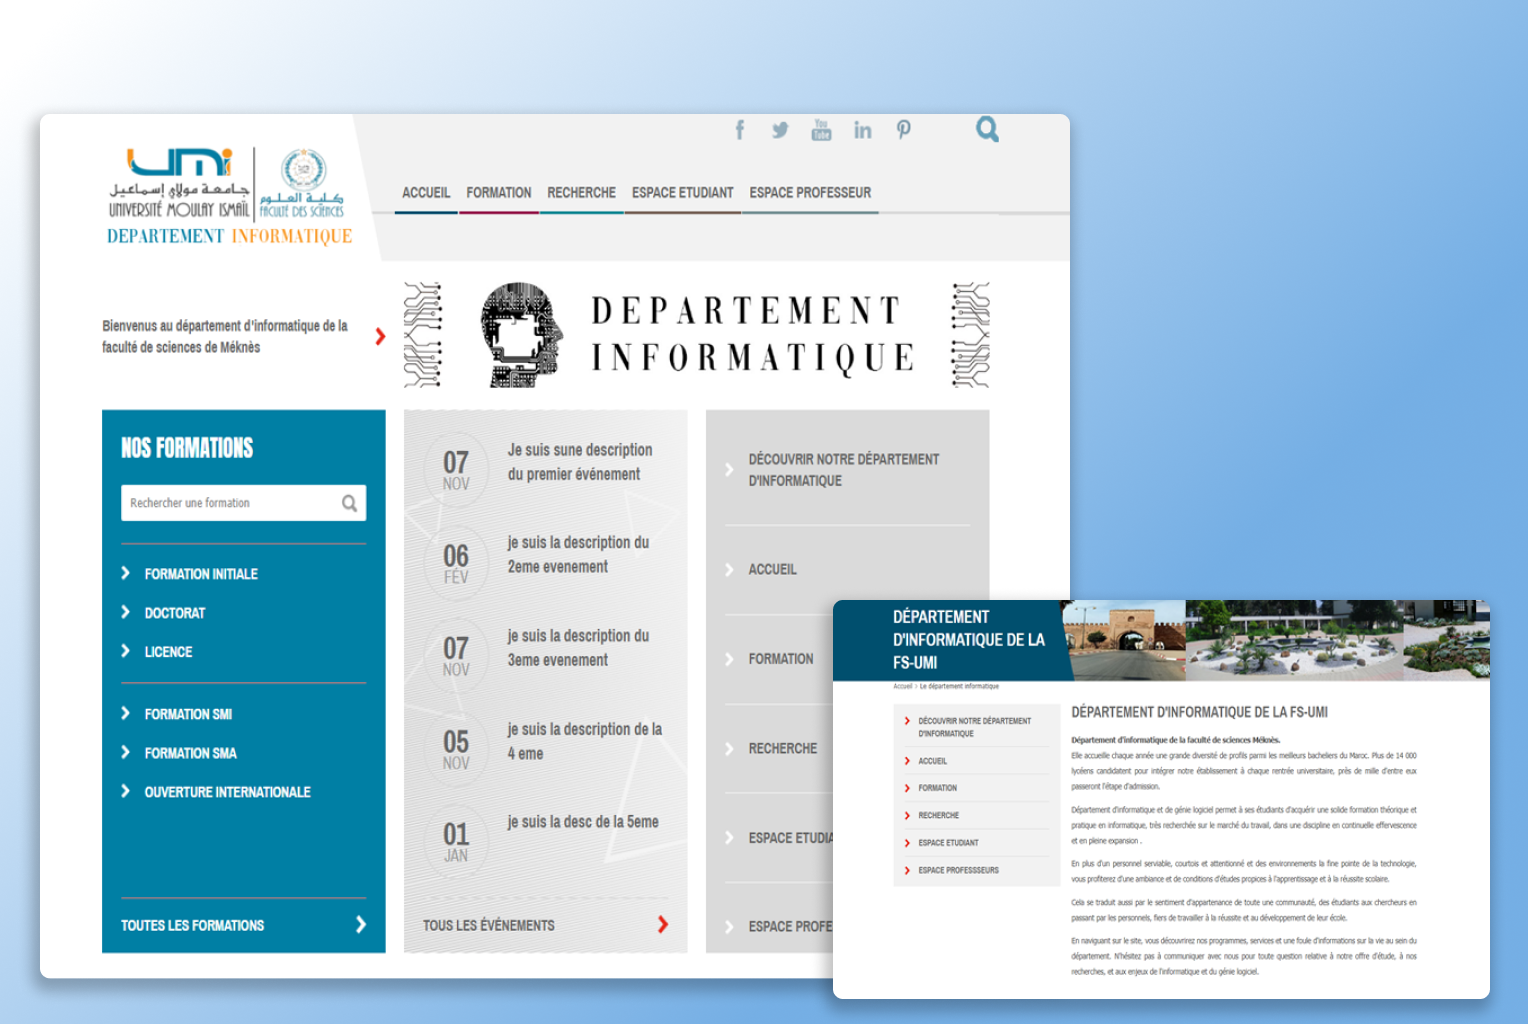 UMi
جامعة مولاي إسماعيل
UNIVERSITÉ MOULAY ISMAÏL
كلية العلوم
FACULTÉ DES SCIENCES
DEPARTEMENT INFORMATIQUE
You
Tube
ACCUEIL
FORMATION
RECHERCHE
ESPACE ETUDIANT
ESPACE PROFESSEUR
Bienvenus au département d'informatique de la
faculté de sciences de Méknès
DEPARTEMENT
INFORMATIQUE
NOS FORMATIONS
Rechercher une formation
FORMATION INITIALE
DOCTORAT
LICENCE
FORMATION SMI
FORMATION SMA
OUVERTURE INTERNATIONALE
TOUTES LES FORMATIONS
07
NOV
Je suis sune description
du premier événement
06
FÉV
je suis la description du
2eme evenement
07
NOV
je suis la description du
3eme evenement
05
NOV
je suis la description de la
4 eme
01
JAN
je suis la desc de la 5eme
TOUS LES ÉVÉNEMENTS
DÉCOUVRIR NOTRE DÉPARTEMENT
D'INFORMATIQUE
ACCUEIL
FORMATION
RECHERCHE
ESPACE ETUDIA
ESPACE PROFE
DÉPARTEMENT
D'INFORMATIQUE DE LA
FS-UMI
Accueil › Le département informatique
DÉCOUVRIR NOTRE DÉPARTEMENT
D'INFORMATIQUE
ACCUEIL
FORMATION
RECHERCHE
ESPACE ETUDIANT
ESPACE PROFESSSEURS
DÉPARTEMENT D'INFORMATIQUE DE LA FS-UMI
Département d'informatique de la faculté de sciences Méknès.
Elle accueille chaque année une grande diversité de profils parmi les meilleurs bacheliers du Maroc. Plus de 14 000
lycéens candidatent pour intégrer notre établissement à chaque rentrée universitaire, près de mille d'entre eux
passeront l'étape d'admission.
Département d'informatique et de génie logiciel permet à ses étudiants d'acquérir une solide formation théorique et
pratique en informatique, très recherchée sur le marché du travail, dans une discipline en continuelle effervescence
et en pleine expansion .
En plus d'un personnel serviable, courtois et attentionné et des environnements la fine pointe de la technologie,
vous profiterez d'une ambiance et de conditions d'études propices à l'apprentissage et à la réussite scolaire.
Cela se traduit aussi par le sentiment d'appartenance de toute une communauté, des étudiants aux chercheurs en
passant par les personnels, fiers de travailler à la réussite et au développement de leur école.
En naviguant sur le site, vous découvrirez nos programmes, services et une foule d'informations sur la vie au sein du
département. N'hésitez pas à communiquer avec nous pour toute question relative à notre offre d'étude, à nos
recherches, et aux enjeux de l'informatique et du génie logiciel.